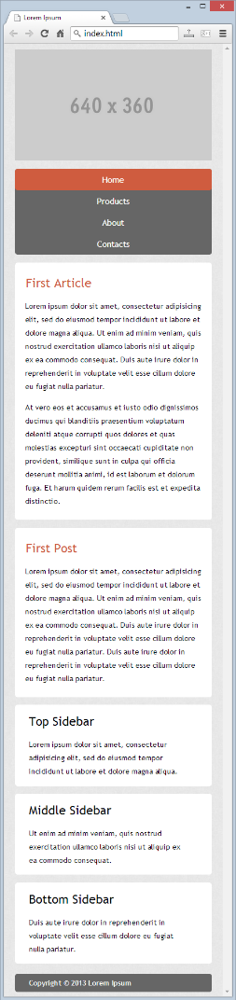 Lorem Ipsum
index.html
640 x 360
Home
Products
About
Contacts
First Article
Lorem ipsum dolor sit amet, consectetur adipisicing
elit, sed do eiusmod tempor incididunt ut labore et
dolore magna aliqua. Ut enim ad minim veniam, quis
nostrud exercitation ullamco laboris nisi ut aliquip
ex ea commodo consequat. Duis aute irure dolor in
reprehenderit in voluptate velit esse cillum dolore
eu fugiat nulla pariatur.
At vero eos et accusamus et iusto odio dignissimos
ducimus qui blanditiis praesentium voluptatum
deleniti atque corrupti quos dolores et quas
molestias excepturi sint occaecati cupiditate non
provident, similique sunt in culpa qui officia
deserunt mollitia animi, id est laborum et dolorum
fuga. Et harum quidem rerum facilis est et expedita
distinctio.
First Post
Lorem ipsum dolor sit amet, consectetur adipisicing
elit, sed do eiusmod tempor incididunt ut labore et
dolore magna aliqua. Ut enim ad minim veniam, quis
nostrud exercitation ullamco laboris nisi ut aliquip
ex ea commodo consequat. Duis aute irure dolor in
reprehenderit in voluptate velit esse cillum dolore
eu fugiat nulla pariatur. Duis aute irure dolor in
reprehenderit in voluptate velit esse cillum dolore
eu fugiat nulla pariatur.
Top Sidebar
Lorem ipsum dolor sit amet, consectetur
adipisicing elit, sed do eiusmod tempor
incididunt ut labore et dolore magna aliqua.
Middle Sidebar
Ut enim ad minim veniam, quis nostrud
exercitation ullamco laboris nisi ut aliquip ex
ea commodo consequat.
Bottom Sidebar
Duis aute irure dolor in reprehenderit in
voluptate velit esse cillum dolore eu fugiat
nulla pariatur.
Copyright © 2013 Lorem Ipsum